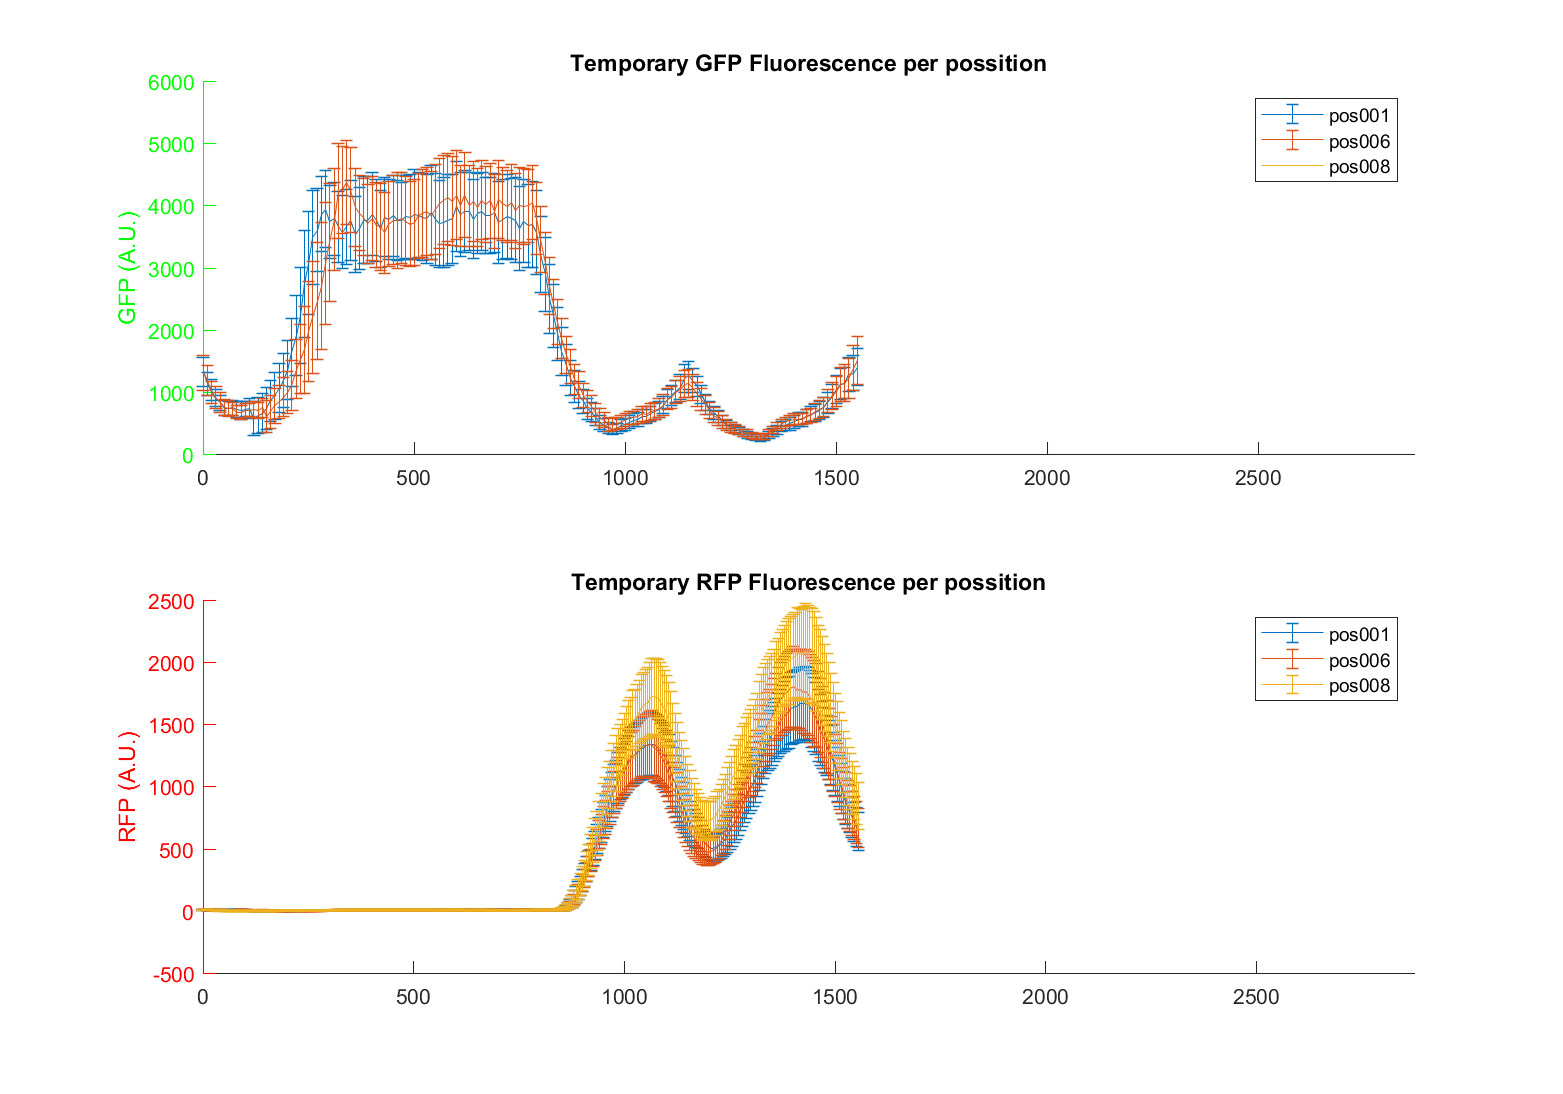 Temporary GFP Fluorescence per possition
6000
5000
4000
3000
2000
1000
0
GFP (A.U.)
0 500 1000 1500 2000 2500
pos001
pos006
pos008
Temporary RFP Fluorescence per possition
2500
2000
1500
1000
500
0
-500
RFP (A.U.)
0 500 1000 1500 2000 2500
pos001
pos006
pos008